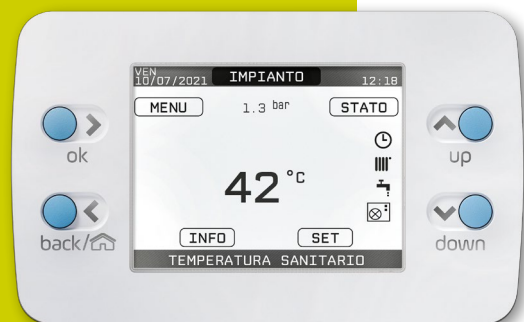 VEN
10/07/2021 IMPIANTO 12:18
MENU 1.3 bar STATO
ok
up
42°C
back/
down
INFO SET
TEMPERATURA SANITARIO